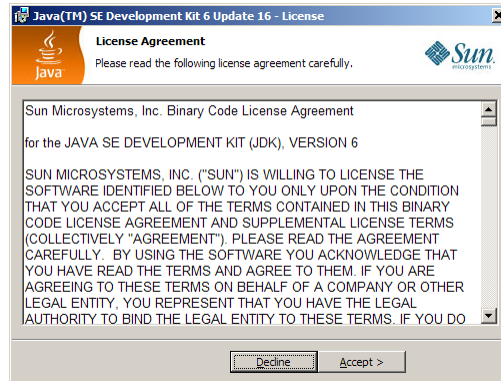 Java(TM) SE Development Kit 6 Update 16 - License
License Agreement
Please read the following license agreement carefully.
Java
Sun
microsystems
Sun Microsystems, Inc. Binary Code License Agreement
for the JAVA SE DEVELOPMENT KIT (JDK), VERSION 6
SUN MICROSYSTEMS, INC. ("SUN") IS WILLING TO LICENSE THE
SOFTWARE IDENTIFIED BELOW TO YOU ONLY UPON THE CONDITION
THAT YOU ACCEPT ALL OF THE TERMS CONTAINED IN THIS BINARY
CODE LICENSE AGREEMENT AND SUPPLEMENTAL LICENSE TERMS
(COLLECTIVELY "AGREEMENT"). PLEASE READ THE AGREEMENT
CAREFULLY.  BY USING THE SOFTWARE YOU ACKNOWLEDGE THAT
YOU HAVE READ THE TERMS AND AGREE TO THEM. IF YOU ARE
AGREEING TO THESE TERMS ON BEHALF OF A COMPANY OR OTHER
LEGAL ENTITY, YOU REPRESENT THAT YOU HAVE THE LEGAL
AUTHORITY TO BIND THE LEGAL ENTITY TO THESE TERMS. IF YOU DO
Decline
Accept >